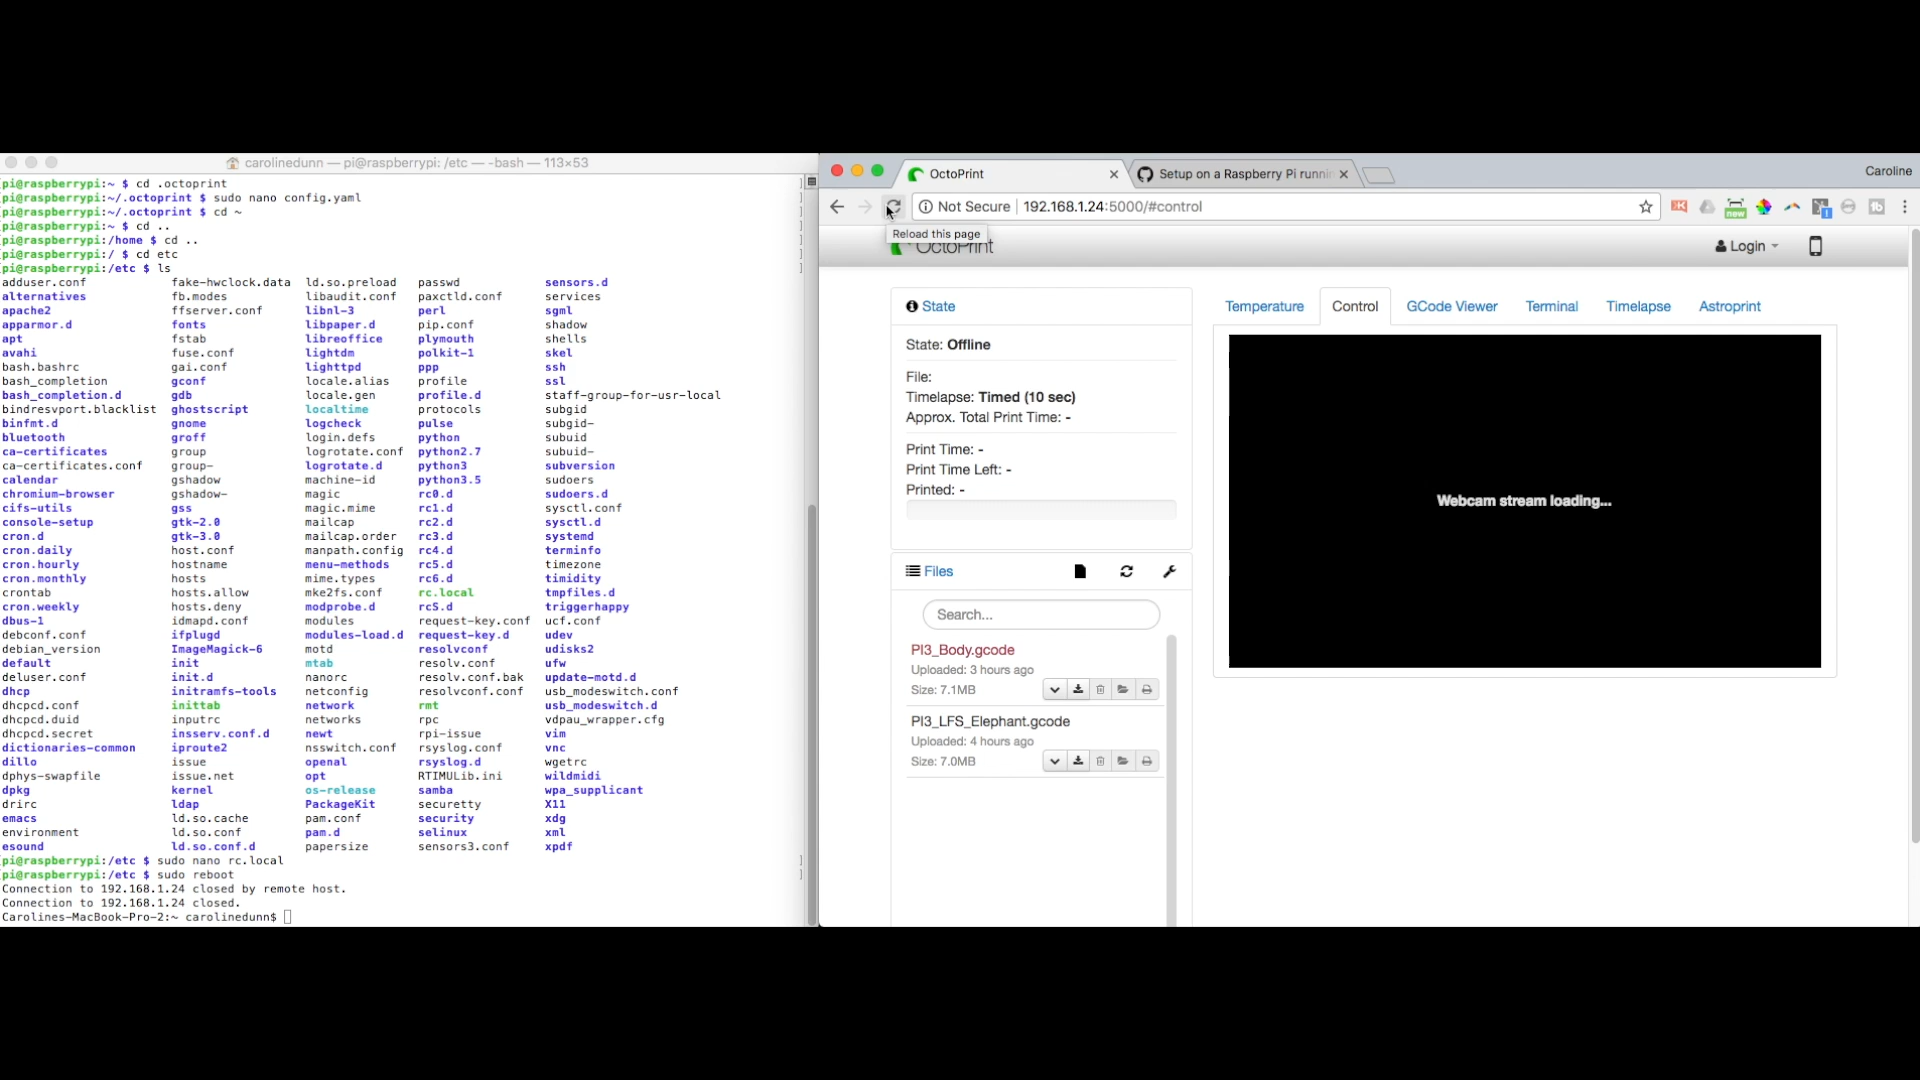 carolinedunn — pi@raspberrypi: /etc — -bash — 113×53
pi@raspberrypi:~ $ cd .octoprint
pi@raspberrypi:~/.octoprint $ sudo nano config.yaml
pi@raspberrypi:~/.octoprint $ cd ~
pi@raspberrypi:~ $ cd ..
pi@raspberrypi:/home $ cd ..
pi@raspberrypi:/ $ cd etc
pi@raspberrypi:/etc $ ls
adduser.conf fake-hwclock.data ld.so.preload passwd sensors.d
alternatives fb.modes libaudit.conf paxctld.conf services
apache2 ffserver.conf libnl-3 perl sgml
apparmor.d fonts libpaper.d pip.conf shadow
apt fstab libreoffice plymouth shells
avahi fuse.conf lightdm polkit-1 skel
bash.bashrc gai.conf lighttpd ppp ssh
bash_completion gconf locale.alias profile ssl
bash_completion.d gdb locale.gen profile.d staff-group-for-usr-local
bindresvport.blacklist ghostscript localtime protocols subgid
binfmt.d gnome logcheck pulse subgid-
bluetooth groff login.defs python subuid
ca-certificates group logrotate.conf python2.7 subuid-
ca-certificates.conf group- logrotate.d python3 subversion
calendar gshadow machine-id python3.5 sudoers
chromium-browser gshadow- magic rc0.d sudoers.d
cifs-utils gss magic.mime rc1.d sysctl.conf
console-setup gtk-2.0 mailcap rc2.d sysctl.d
cron.d gtk-3.0 mailcap.order rc3.d systemd
cron.daily host.conf manpath.config rc4.d terminfo
cron.hourly hostname menu-methods rc5.d timezone
cron.monthly hosts mime.types rc6.d timidity
crontab hosts.allow mke2fs.conf rc.local tmpfiles.d
cron.weekly hosts.deny modprobe.d rcS.d triggerhappy
dbus-1 idmapd.conf modules request-key.conf ucf.conf
debconf.conf ifplugd modules-load.d request-key.d udev
debian_version ImageMagick-6 motd resolvconf udisks2
default init mtab resolv.conf ufw
deluser.conf init.d nanorc resolv.conf.bak update-motd.d
dhcp initramfs-tools netconfig resolvconf.conf usb_modeswitch.conf
dhcpcd.conf inittab network rmt usb_modeswitch.d
dhcpcd.duid inputrc networks rpc vdpau_wrapper.cfg
dhcpcd.secret insserv.conf.d newt rpi-issue vim
dictionaries-common iproute2 nsswitch.conf rsyslog.conf vnc
dillo issue openal rsyslog.d wgetrc
dphys-swapfile issue.net opt RTIMULib.ini wildmidi
dpkg kernel os-release samba wpa_supplicant
drirc ldap PackageKit securetty X11
emacs ld.so.cache pam.conf security xdg
environment ld.so.conf pam.d selinux xml
esound ld.so.conf.d papersize sensors3.conf xpdf
pi@raspberrypi:/etc $ sudo nano rc.local
pi@raspberrypi:/etc $ sudo reboot
Connection to 192.168.1.24 closed by remote host.
Connection to 192.168.1.24 closed.
Carolines-MacBook-Pro-2:~ carolinedunn$
OctoPrint
Setup on a Raspberry Pi runnin
Caroline
Not Secure
192.168.1.24:5000/#control
new
Reload this page
OctoPrint
Login
State
State: Offline
File:
Timelapse: Timed (10 sec)
Approx. Total Print Time: -
Print Time: -
Print Time Left: -
Printed: -
Files
Search...
PI3_Body.gcode
Uploaded: 3 hours ago
Size: 7.1MB
PI3_LFS_Elephant.gcode
Uploaded: 4 hours ago
Size: 7.0MB
Temperature Control GCode Viewer Terminal Timelapse Astroprint
Webcam stream loading...